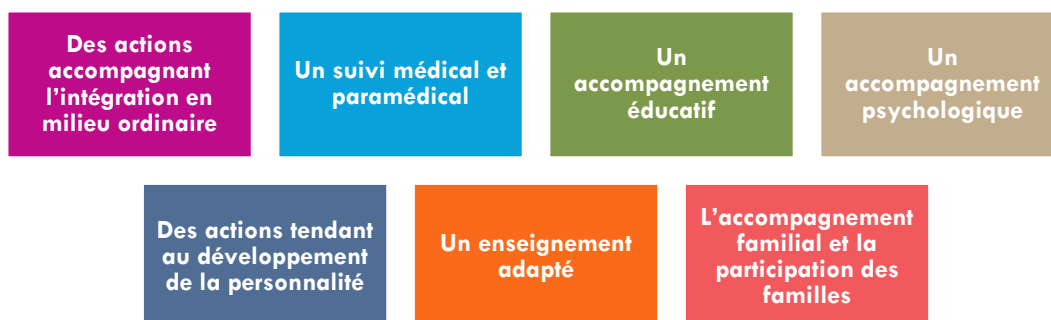 Des actions
accompagnant
l'intégration en
milieu ordinaire
Un suivi médical et
paramédical
Un
accompagnement
éducatif
Un
accompagnement
psychologique
Des actions tendant
au développement
de la personnalité
Un enseignement
adapté
L'accompagnement
familial et la
participation des
familles